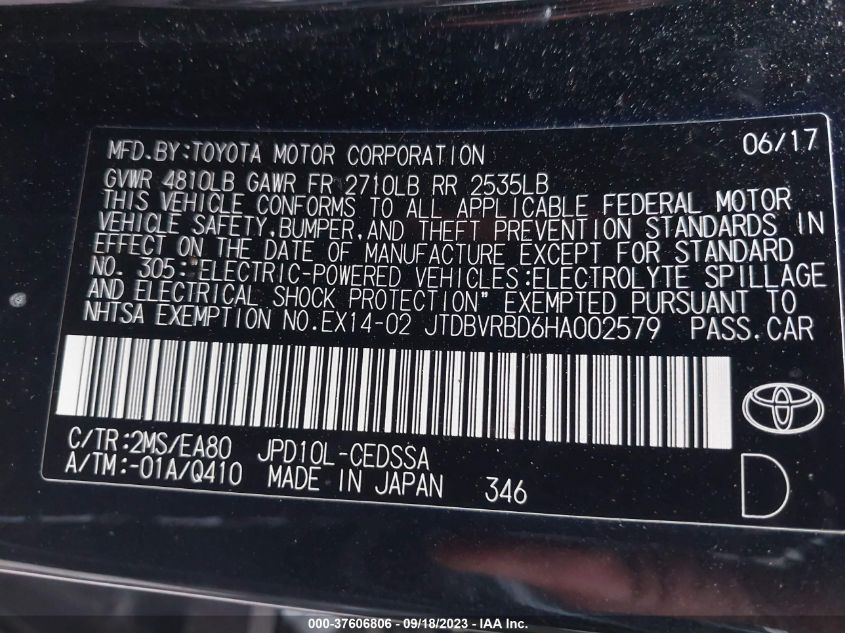 MFD.BY:TOYOTA MOTOR CORPORATION 06/17
GVWR 4810LB GAWR FR 2710LB RR 2535LB
THIS VEHICLE CONFORMS TO ALL APPLICABLE FEDERAL MOTOR
VEHICLE SAFETY,BUMPER,AND THEFT PREVENTION STANDARDS IN
EFFECT ON THE DATE OF MANUFACTURE EXCEPT FOR STANDARD
NO. 305:"ELECTRIC-POWERED VEHICLES:ELECTROLYTE SPILLAGE
AND ELECTRICAL SHOCK PROTECTION" EXEMPTED PURSUANT TO
NHTSA EXEMPTION NO.EX14-02 JTDBVRBD6HA002579 PASS.CAR
C/TR:2MS/EA80 JPD10L-CEDSSA
A/TM:-01A/Q410 MADE IN JAPAN 346 D
000-37606806 - 09/18/2023 - IAA Inc.